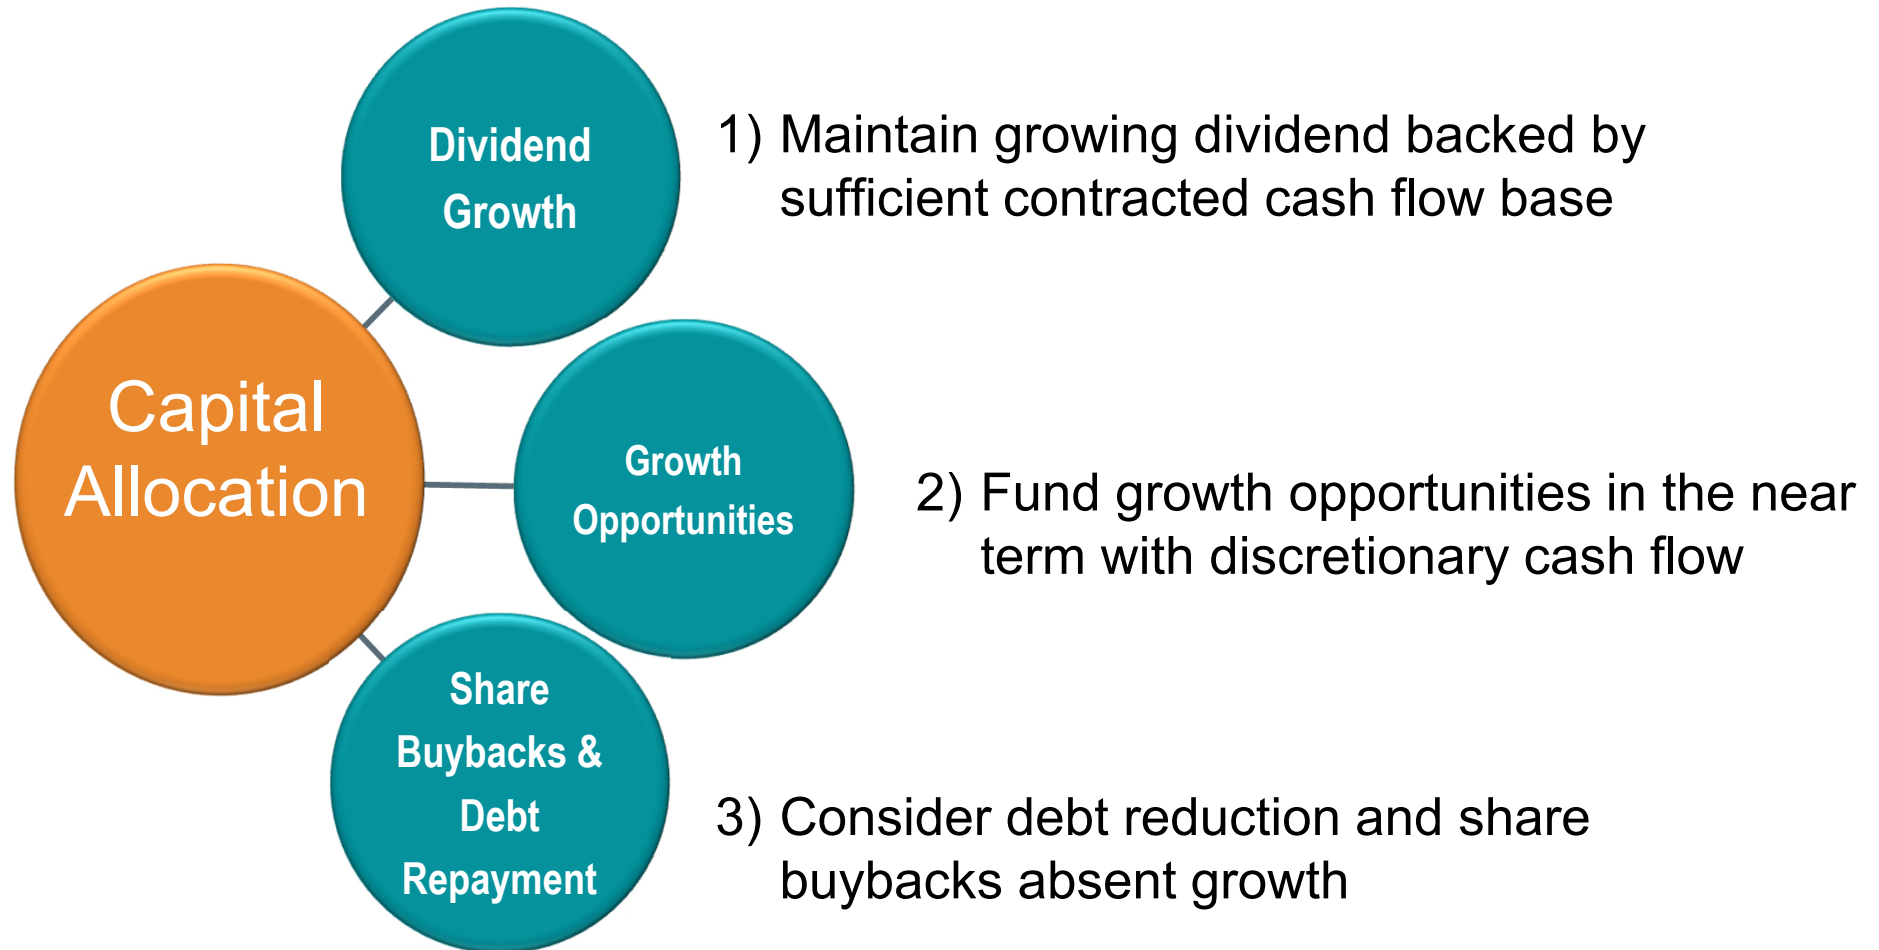 Capital
Allocation
Dividend
Growth
1) Maintain growing dividend backed by
sufficient contracted cash flow base
Growth
Opportunities
2) Fund growth opportunities in the near
term with discretionary cash flow
Share
Buybacks &
Debt
Repayment
3) Consider debt reduction and share
buybacks absent growth